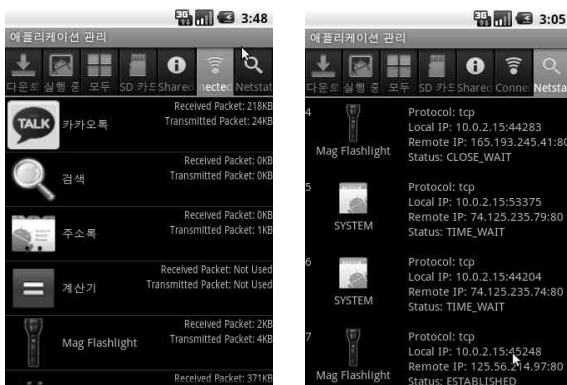 3G 3:48
애플리케이션 관리
다운로 실행 중 모두 SD 카드 Shared nnected Netstat
TALK
카카오톡
Received Packet: 218KB
Transmitted Packet: 24KB
검색
Received Packet: 0KB
Transmitted Packet: 0KB
주소록
Received Packet: 0KB
Transmitted Packet: 1KB
계산기
Received Packet: Not Used
Transmitted Packet: Not Used
Mag Flashlight
Received Packet: 2KB
Transmitted Packet: 4KB
Received Packet: 371KB
3G 3:05
애플리케이션 관리
다운로 실행 중 모두 SD 카드 Shared Connec Netsta
4
Mag Flashlight
Protocol: tcp
Local IP: 10.0.2.15:44283
Remote IP: 165.193.245.41:80
Status: CLOSE_WAIT
5
SYSTEM
Protocol: tcp
Local IP: 10.0.2.15:53375
Remote IP: 74.125.235.79:80
Status: TIME_WAIT
6
SYSTEM
Protocol: tcp
Local IP: 10.0.2.15:44204
Remote IP: 74.125.235.74:80
Status: TIME_WAIT
7
Mag Flashlight
Protocol: tcp
Local IP: 10.0.2.15:45248
Remote IP: 125.56.214.97:80
Status: ESTABLISHED